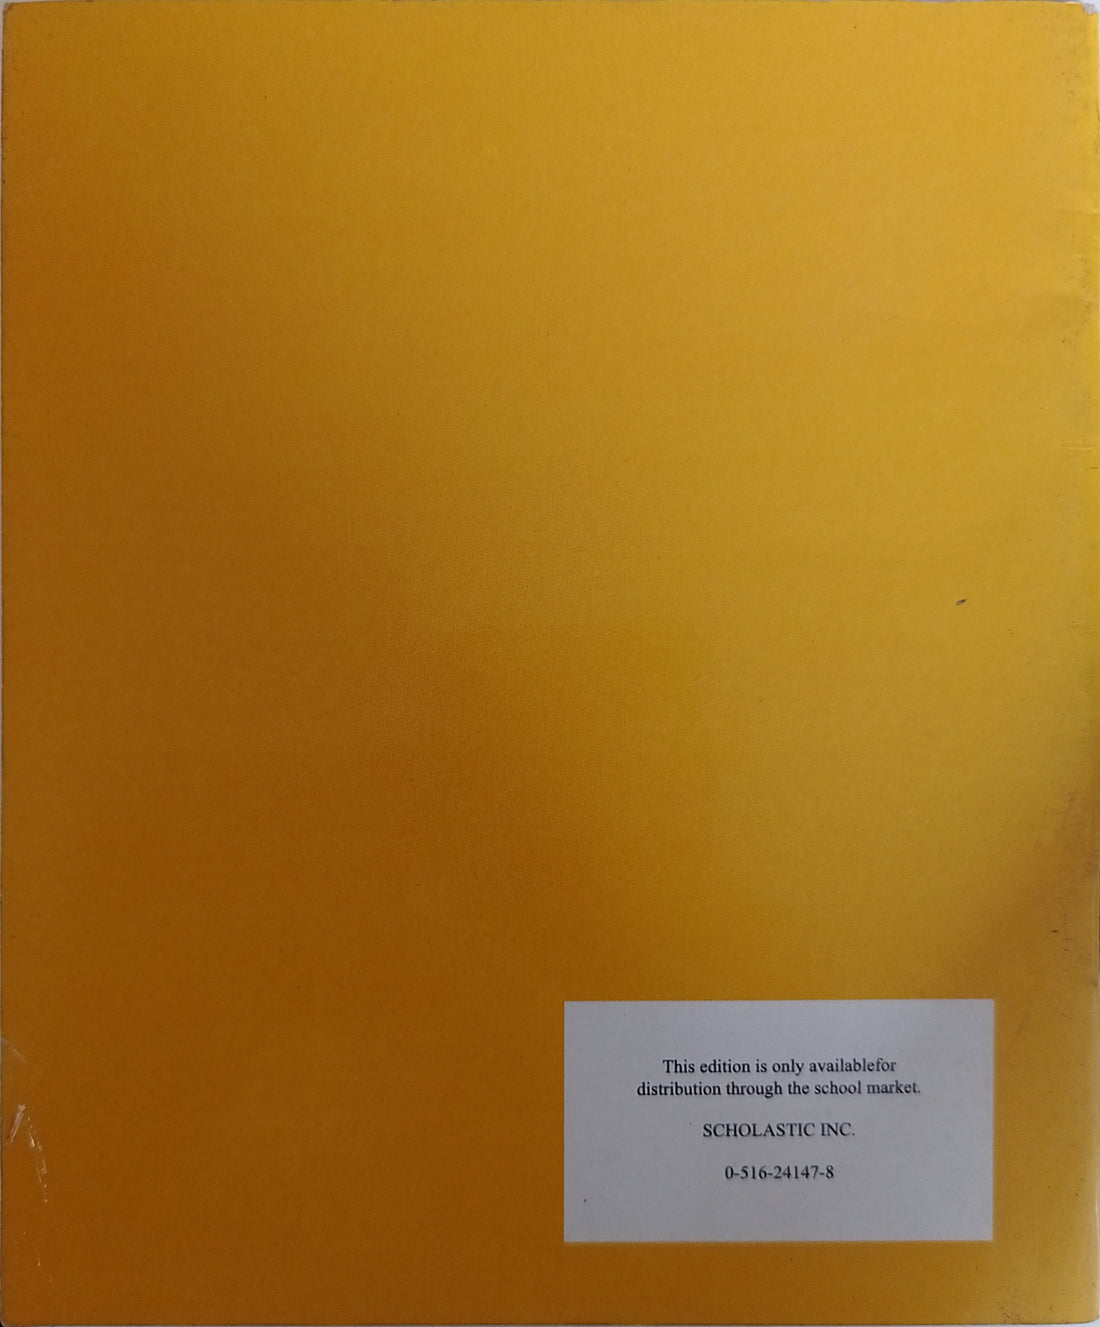 This edition is only availablefor
distribution through the school market.
SCHOLASTIC INC.
0-516-24147-8